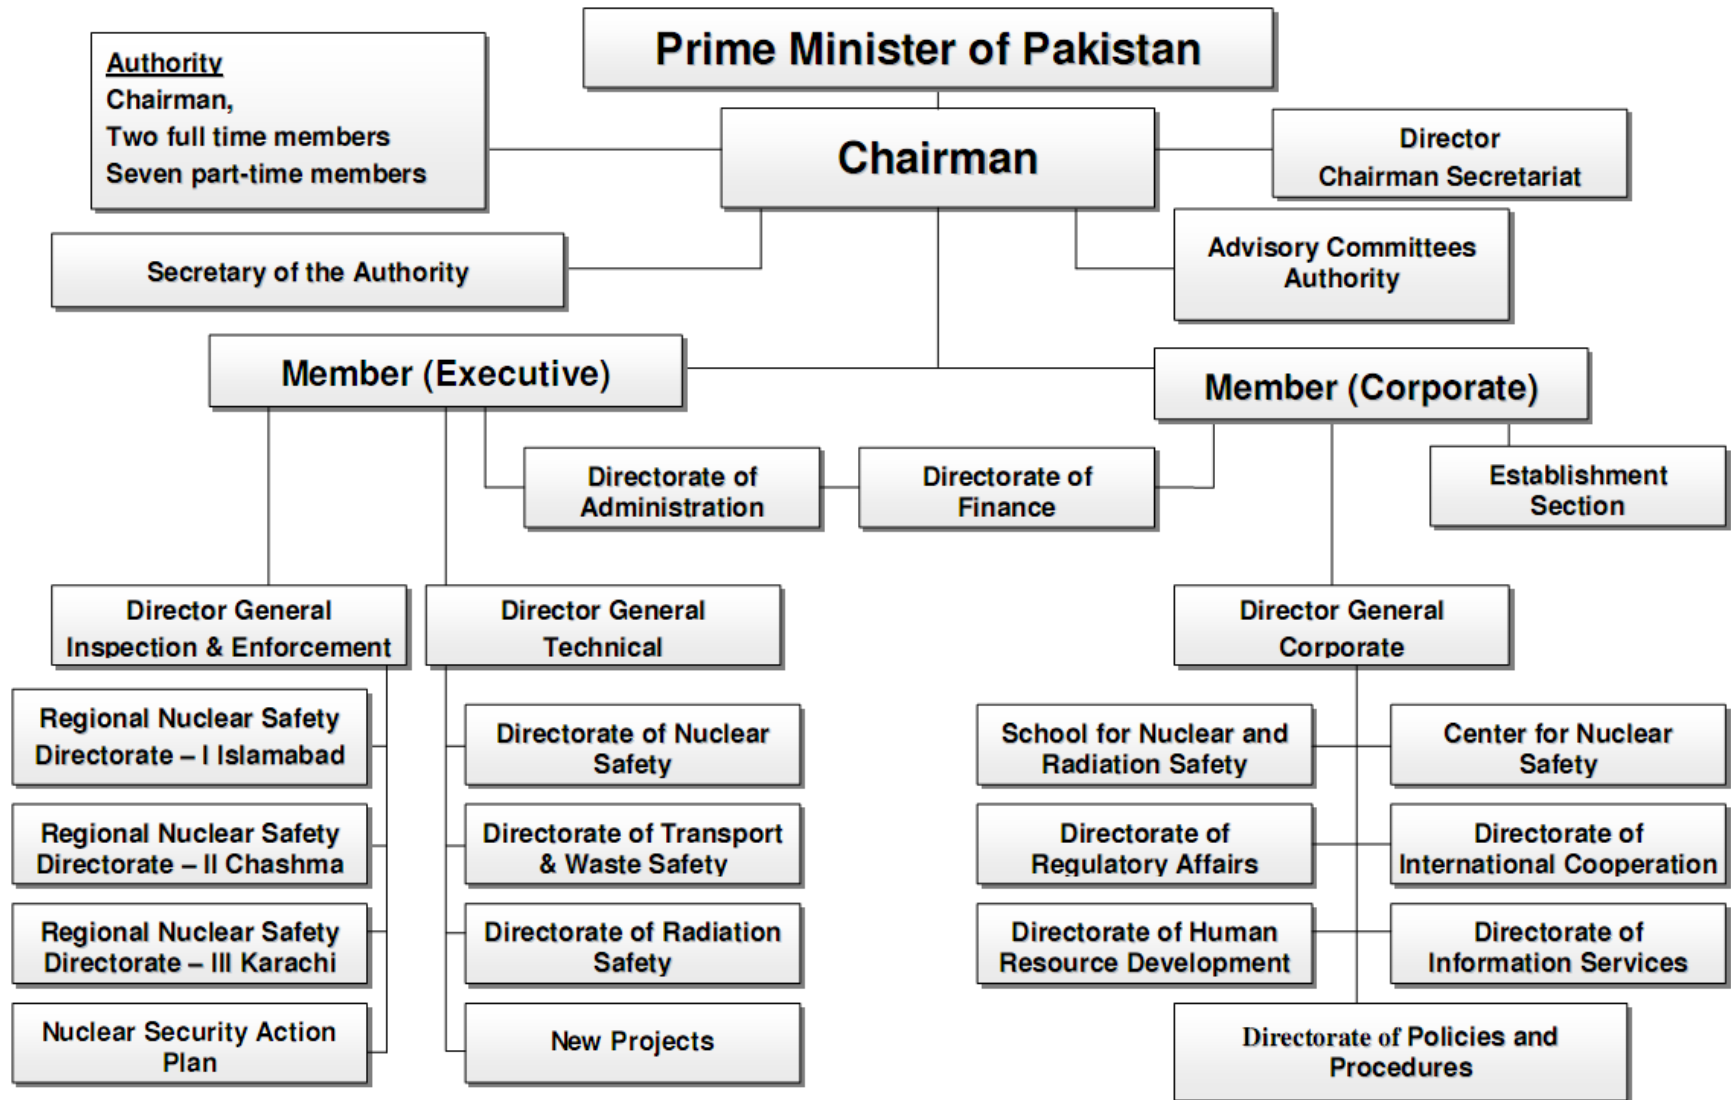 Prime Minister of Pakistan
Authority
Chairman,
Two full time members
Seven part-time members
Chairman
Director
Chairman Secretariat
Secretary of the Authority
Advisory Committees
Authority
Member (Executive)
Member (Corporate)
Directorate of
Administration
Directorate of
Finance
Establishment
Section
Director General
Inspection & Enforcement
Director General
Technical
Director General
Corporate
Regional Nuclear Safety
Directorate – I Islamabad
Regional Nuclear Safety
Directorate – II Chashma
Regional Nuclear Safety
Directorate – III Karachi
Nuclear Security Action
Plan
Directorate of Nuclear
Safety
Directorate of Transport
& Waste Safety
Directorate of Radiation
Safety
New Projects
School for Nuclear and
Radiation Safety
Center for Nuclear
Safety
Directorate of
Regulatory Affairs
Directorate of
International Cooperation
Directorate of Human
Resource Development
Directorate of
Information Services
Directorate of Policies and
Procedures